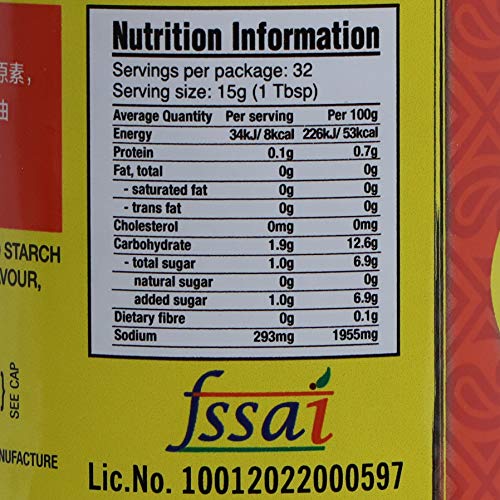 原素,
油
Nutrition Information
Servings per package: 32
Serving size: 15g (1 Tbsp)
Average Quantity Per serving Per 100g
Energy 34kJ/ 8kcal 226kJ/ 53kcal
Protein 0.1g 0.7g
Fat, total 0g 0g
- saturated fat 0g 0g
- trans fat 0g 0g
Cholesterol 0mg 0mg
Carbohydrate 1.9g 12.6g
- total sugar 1.0g 6.9g
natural sugar 0g 0g
added sugar 1.0g 6.9g
Dietary fibre 0g 0.1g
Sodium 293mg 1955mg
STARCH
VOUR,
SEE CAP
NUFACTURE
fssai
Lic.No. 10012022000597